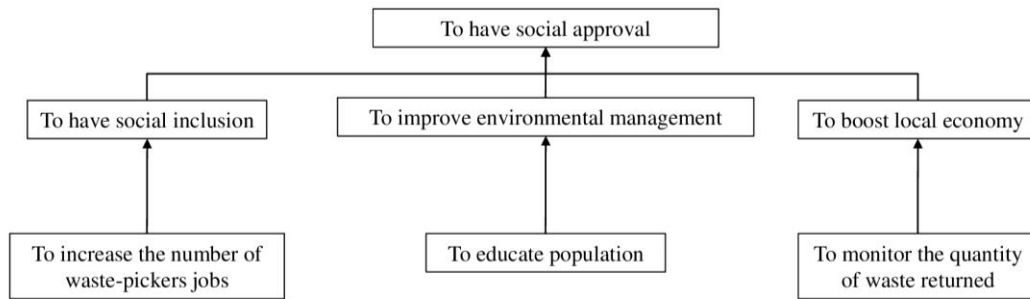 To have social approval
To have social inclusion
To improve environmental management
To boost local economy
To increase the number of
waste-pickers jobs
To educate population
To monitor the quantity
of waste returned